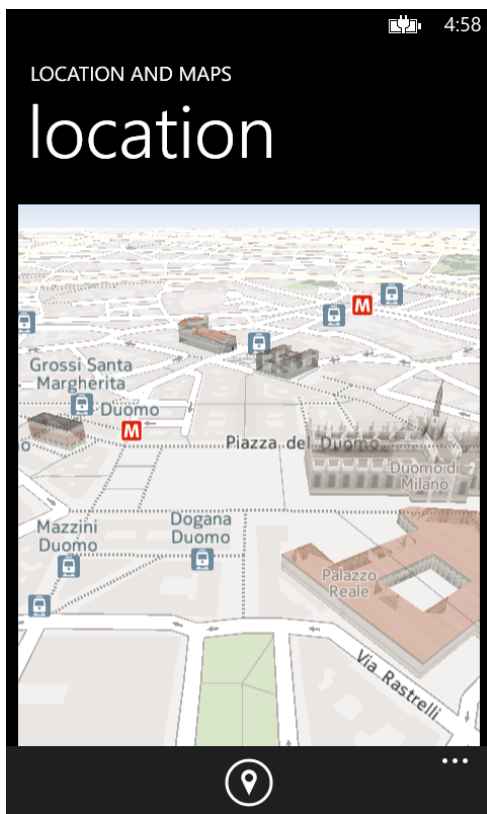 4:58
LOCATION AND MAPS
location
M
Grossi Santa
Margherita
Duomo
M
Piazza del Duomo
o
Duomo di
Milano
Mazzini
Duomo
Dogana
Duomo
Palazzo
Reale
Via Rastrelli
...